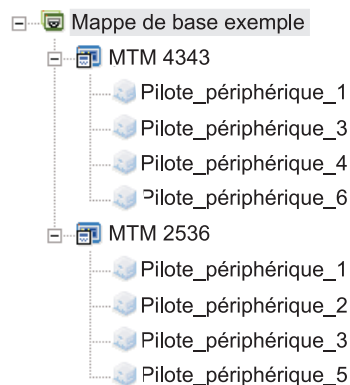 Mappe de base exemple
MTM 4343
Pilote_périphérique_1
Pilote_périphérique_3
Pilote_périphérique_4
Pilote_périphérique_6
MTM 2536
Pilote_périphérique_1
Pilote_périphérique_2
Pilote_périphérique_3
Pilote_périphérique_5